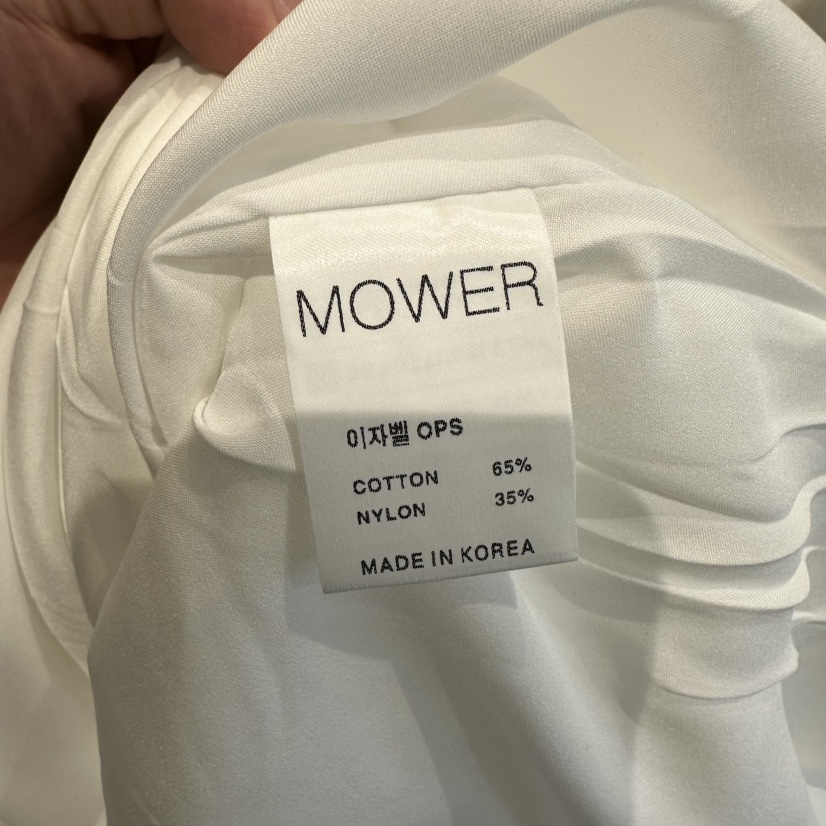 MOWER
이자벨 OPS
COTTON 65%
NYLON 35%
MADE IN KOREA